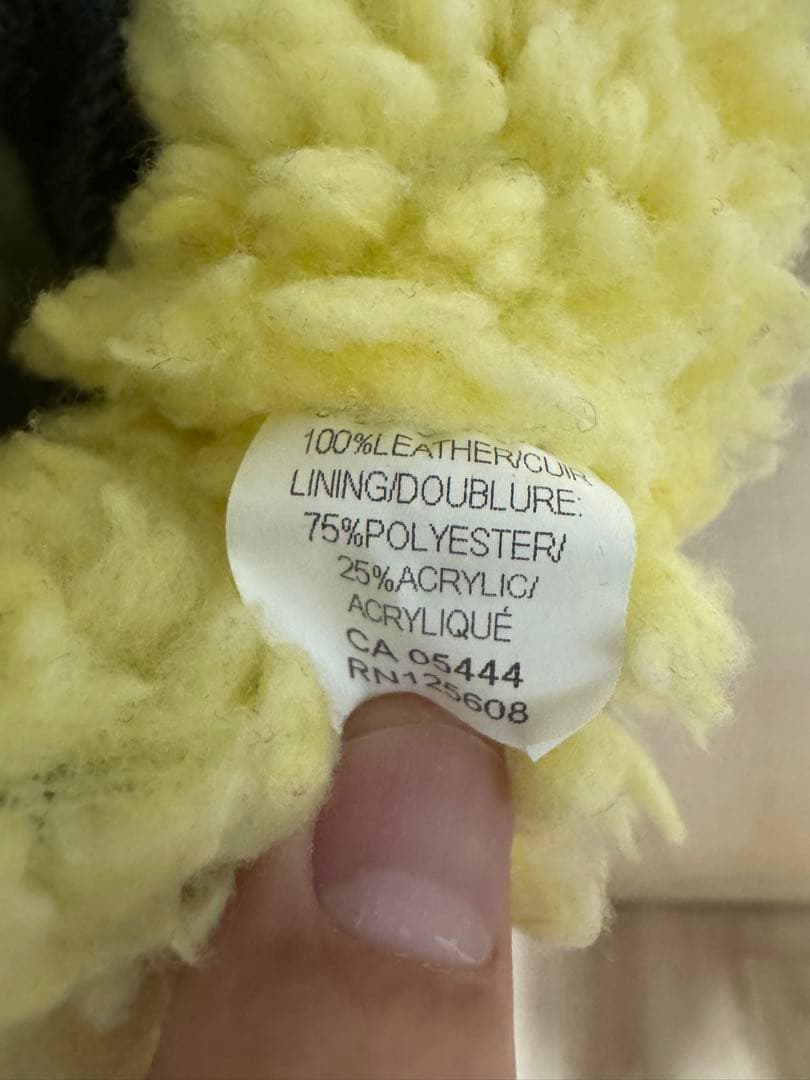 100%LEATHER/CUIR
LINING/DOUBLURE:
75%POLYESTER/
25%ACRYLIC/
ACRYLIQUÉ
CA 05444
RN125608